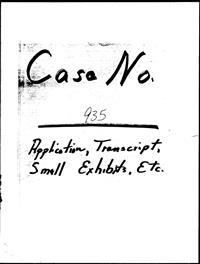 Case No.
935
Application, Transcript,
Small Exhibits, Etc.